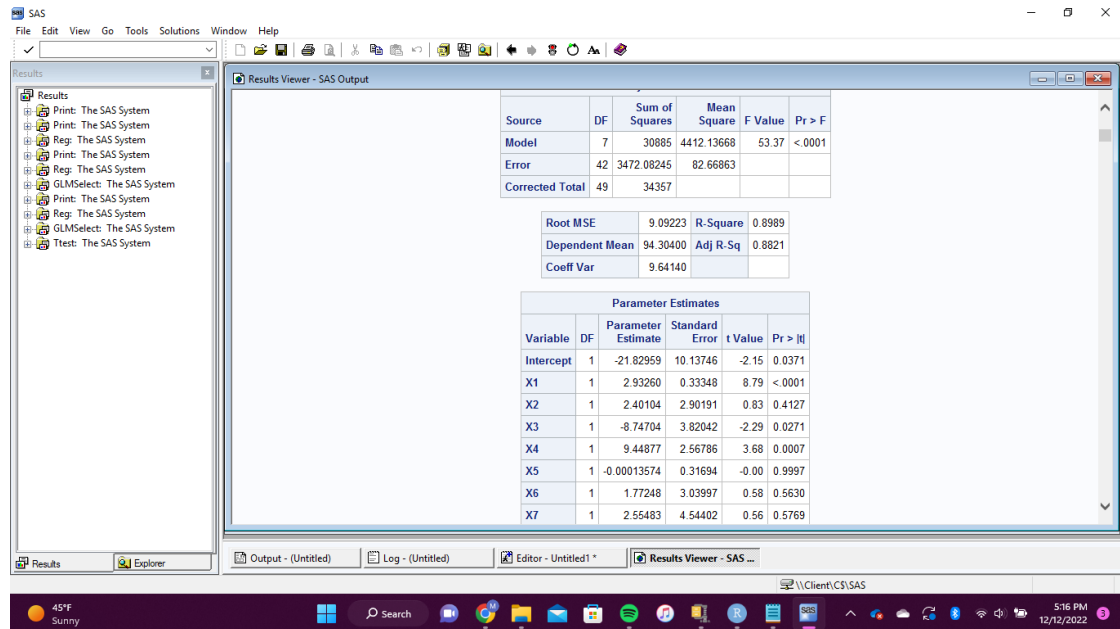 SAS
File Edit View Go Tools Solutions Window Help
Results
Results Viewer - SAS Output
Results
Print: The SAS System
Print: The SAS System
Reg: The SAS System
Print: The SAS System
Reg: The SAS System
GLMSelect: The SAS System
Print: The SAS System
Reg: The SAS System
GLMSelect: The SAS System
Ttest: The SAS System
Source DF Sum of Squares Mean Square F Value Pr > F
Model 7 30885 4412.13668 53.37 <.0001
Error 42 3472.08245 82.66863
Corrected Total 49 34357
Root MSE 9.09223 R-Square 0.8989
Dependent Mean 94.30400 Adj R-Sq 0.8821
Coeff Var 9.64140
Parameter Estimates
Variable DF Parameter Estimate Standard Error t Value Pr > |t|
Intercept 1 -21.82959 10.13746 -2.15 0.0371
X1 1 2.93260 0.33348 8.79 <.0001
X2 1 2.40104 2.90191 0.83 0.4127
X3 1 -8.74704 3.82042 -2.29 0.0271
X4 1 9.44877 2.56786 3.68 0.0007
X5 1 -0.00013574 0.31694 -0.00 0.9997
X6 1 1.77248 3.03997 0.58 0.5630
X7 1 2.55483 4.54402 0.56 0.5769
Results Explorer
Output - (Untitled) Log - (Untitled) Editor - Untitled1 * Results Viewer - SAS ...
\\Client\C$\SAS
45°F
Sunny
Search
5:16 PM
12/12/2022
3